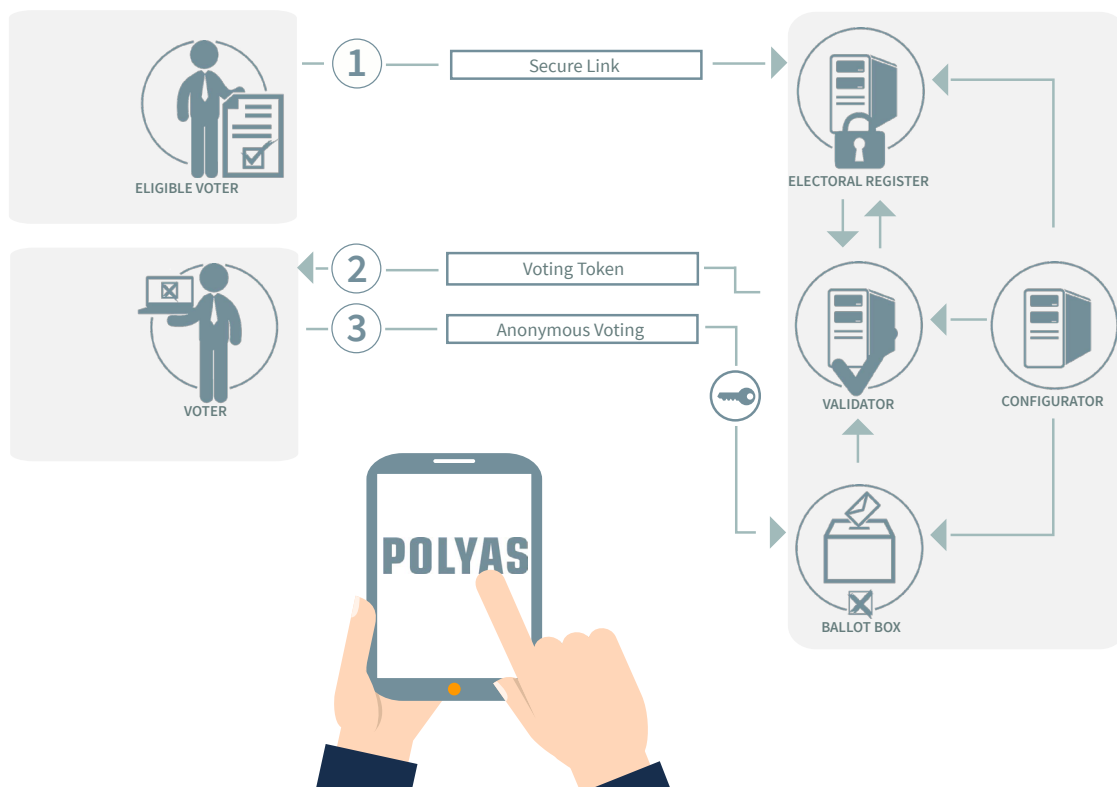 1
Secure Link
ELIGIBLE VOTER
ELECTORAL REGISTER
2
Voting Token
3
Anonymous Voting
VOTER
VALIDATOR
CONFIGURATOR
POLYAS
BALLOT BOX